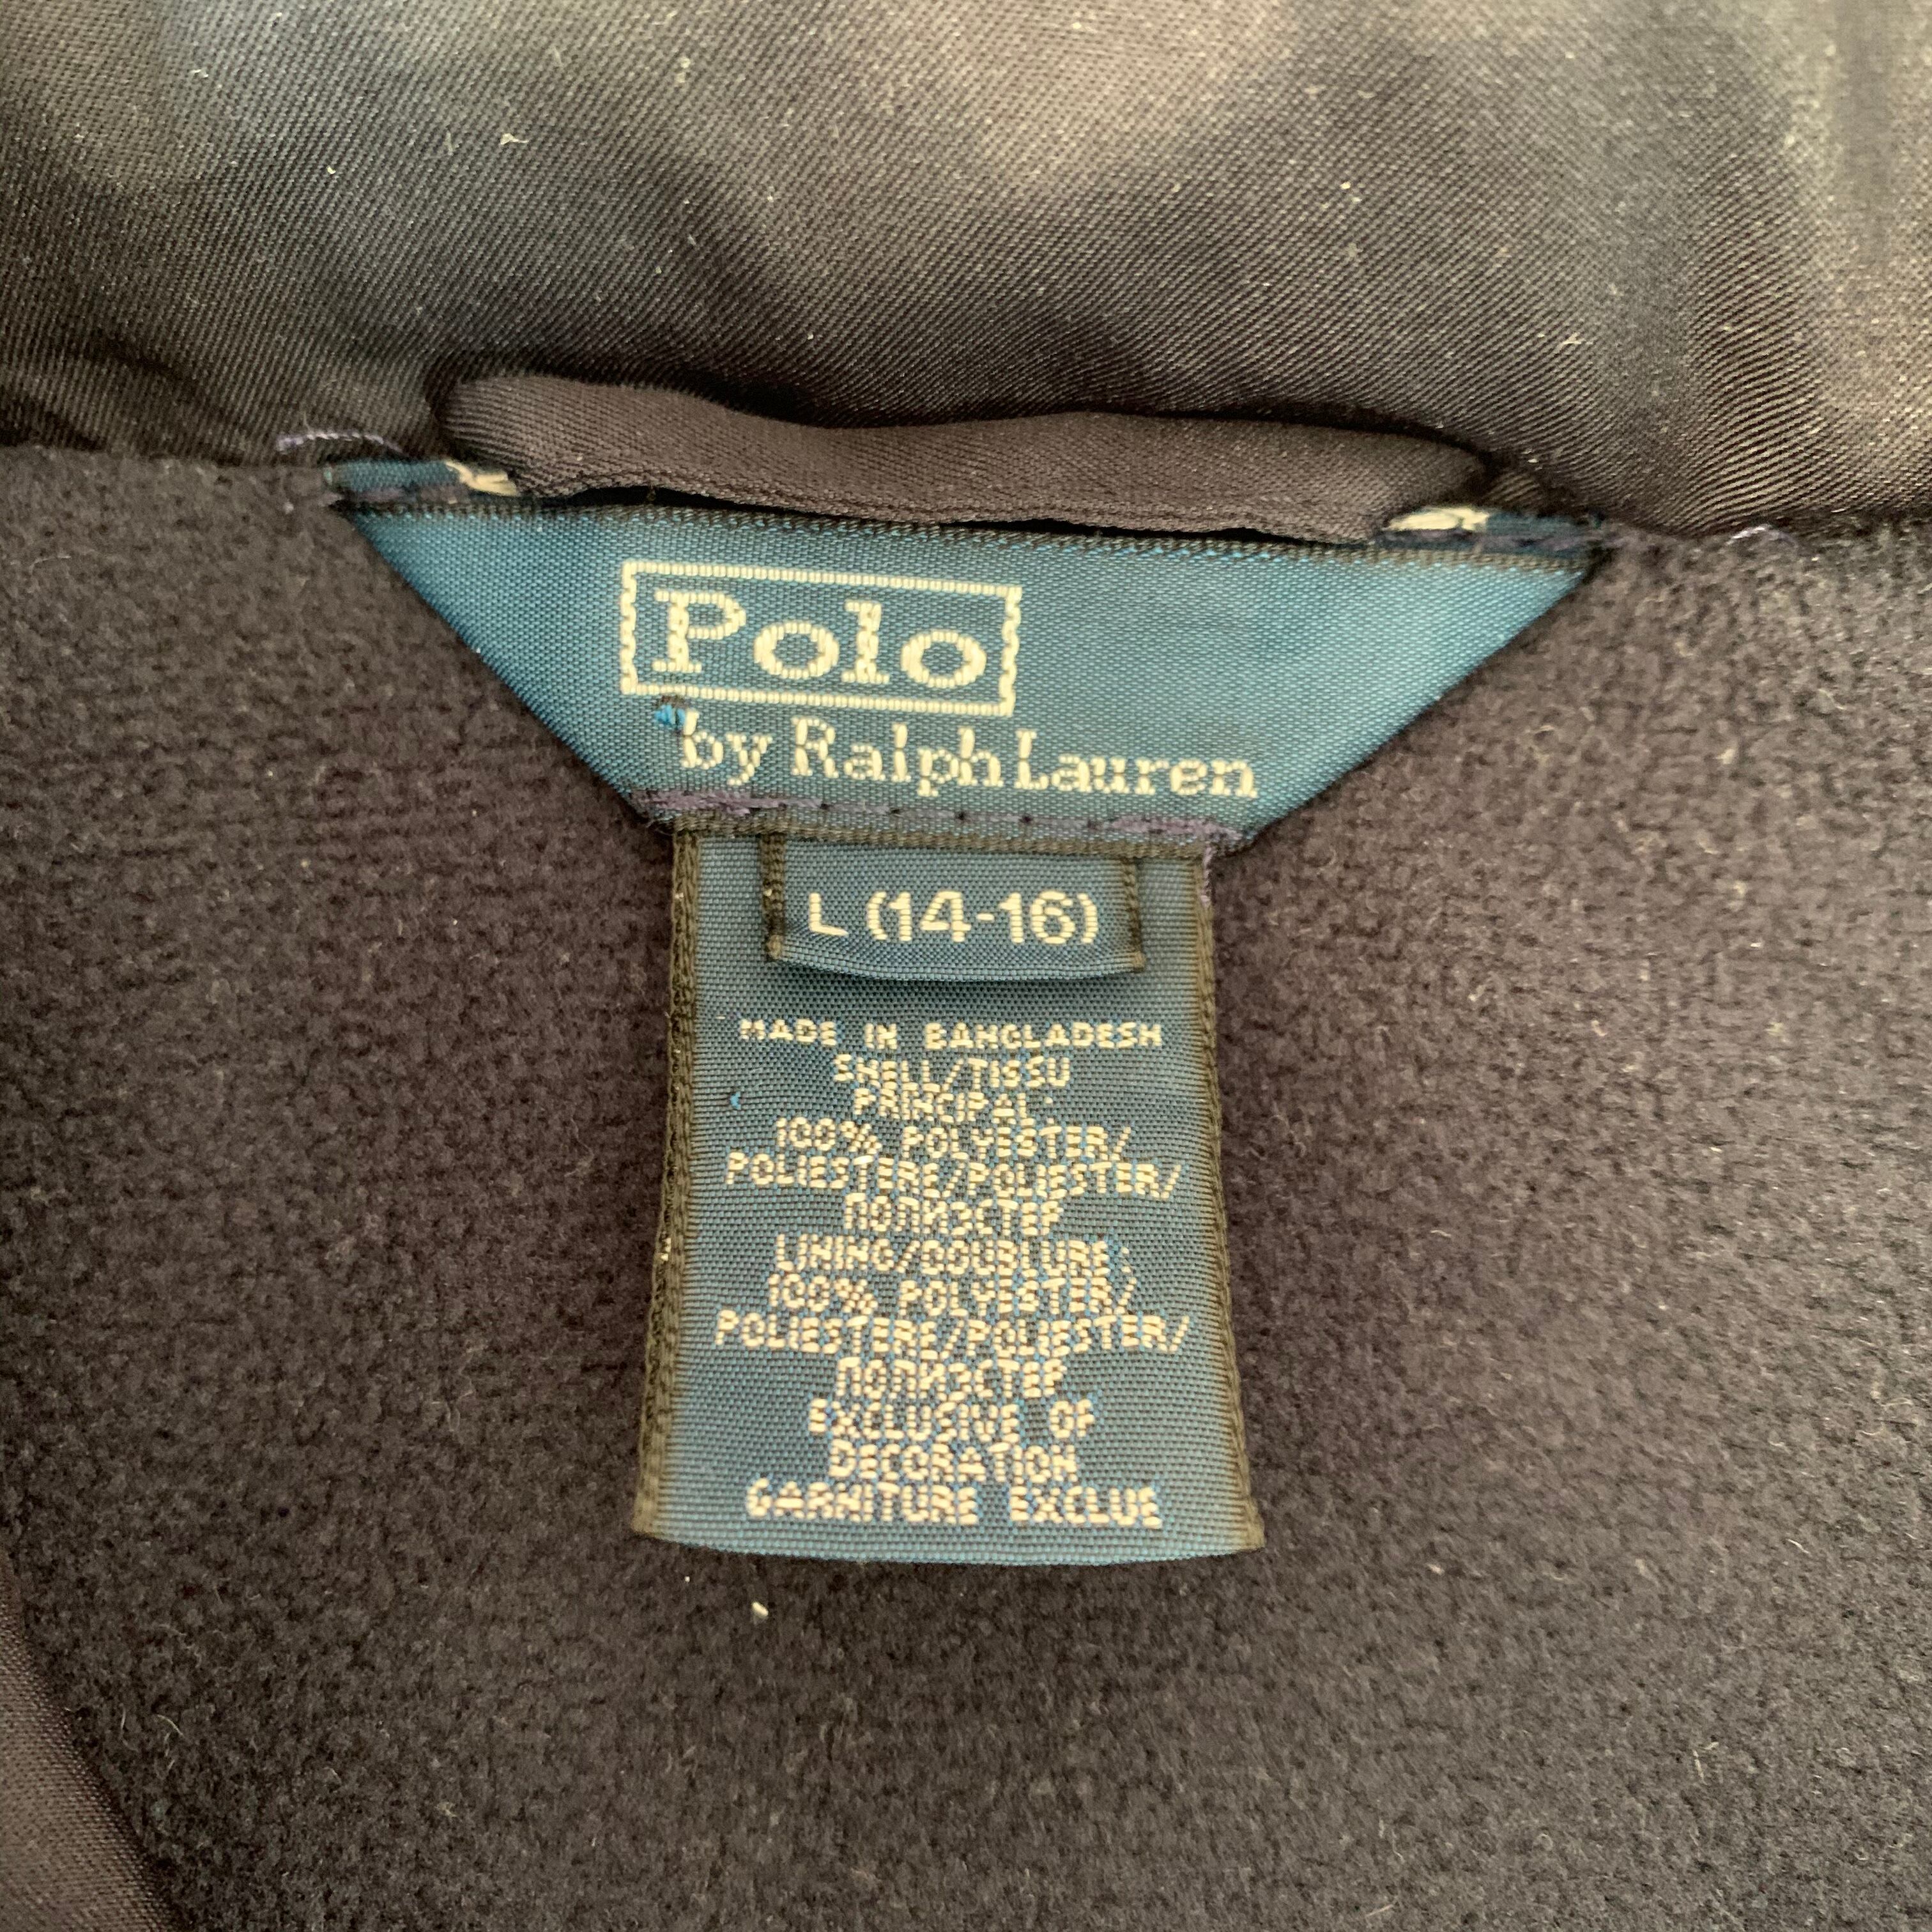 Polo
by Ralph Lauren
L (14-16)
MADE IN BANGLADESH
SHELL/TISSU
PRINCIPAL:
100% POLYESTER/
POLIESTERE/POLIESTER/
ПОЛИЭСТЕР
LINING/DOUBLURE:
100% POLYESTER/
POLIESTERE/POLIESTER/
ПОЛИЭСТЕР
EXCLUSIVE OF
DECORATION
GARNITURE EXCLUE